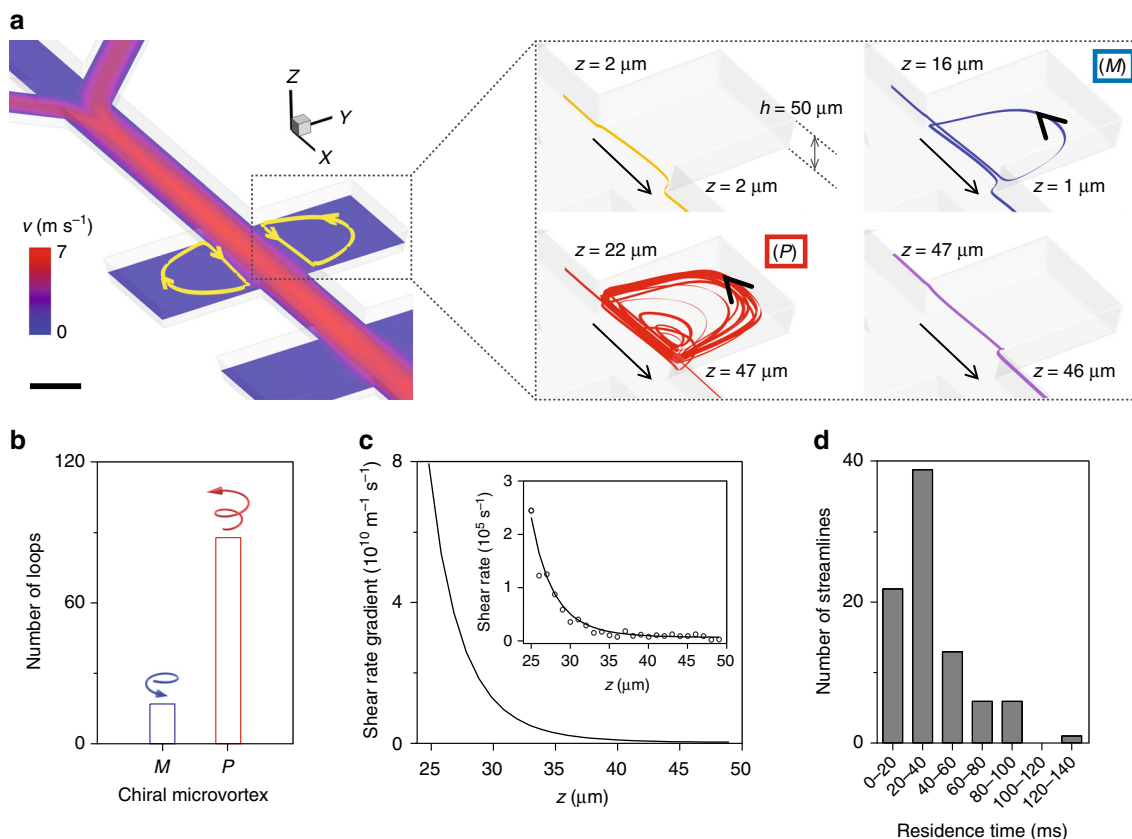 a
Z
Y
X
v (m s⁻¹)
7
0
z = 2 µm
z = 2 µm
h = 50 µm
z = 16 µm
(M)
z = 1 µm
z = 22 µm
(P)
z = 47 µm
z = 47 µm
z = 46 µm
b
120
60
0
Number of loops
M P
Chiral microvortex
c
8
4
0
Shear rate gradient (10¹⁰ m⁻¹ s⁻¹)
25 30 35 40 45 50
z (µm)
3
2
1
0
Shear rate (10⁵ s⁻¹)
25 30 35 40 45 50
z (µm)
d
40
20
0
Number of streamlines
0–20 20–40 40–60 60–80 80–100 100–120 120–140
Residence time (ms)